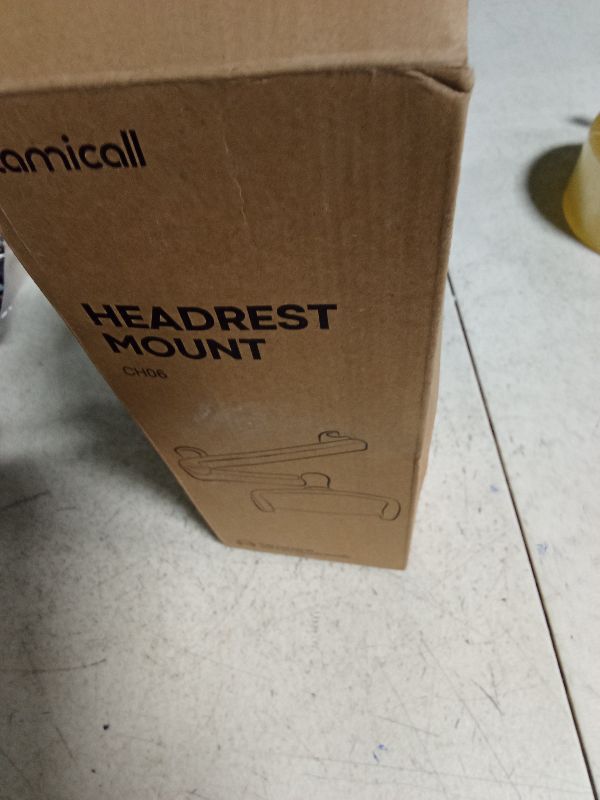 Lamicall
HEADREST
MOUNT
CH06